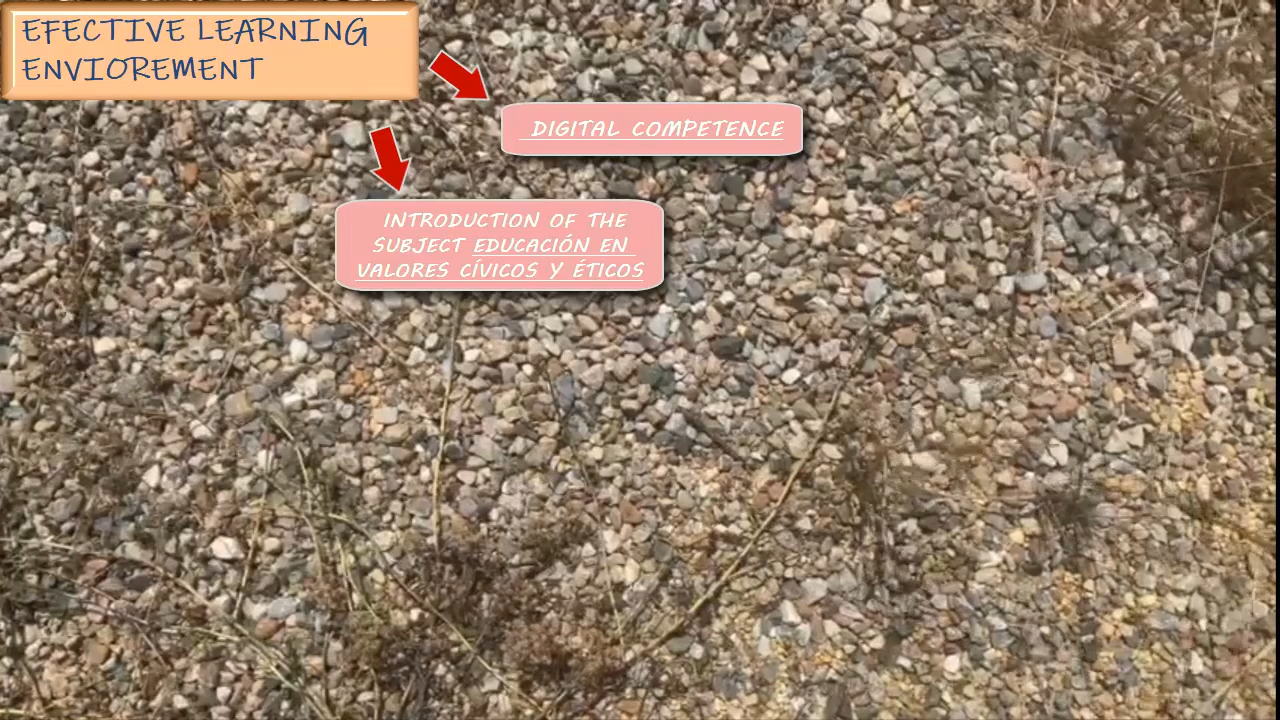 EFECTIVE LEARNING
ENVIOREMENT
DIGITAL COMPETENCE
INTRODUCTION OF THE
SUBJECT EDUCACIÓN EN
VALORES CÍVICOS Y ÉTICOS